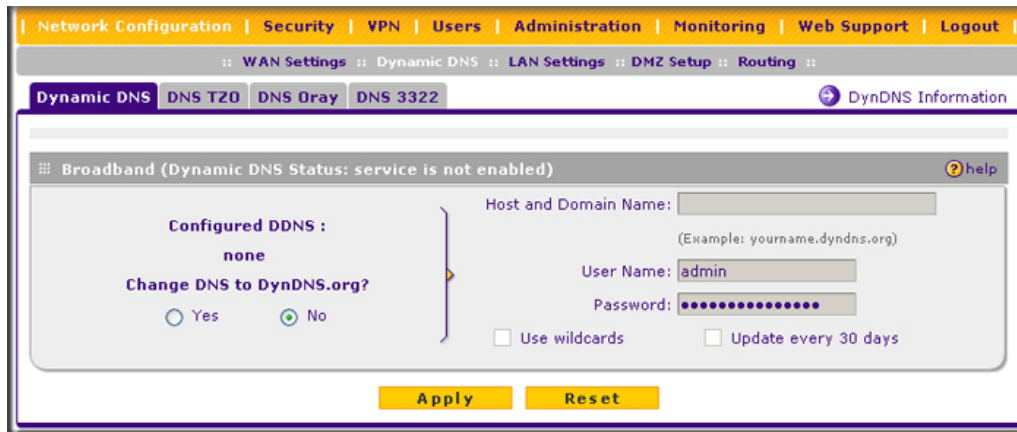 | Network Configuration | Security | VPN | Users | Administration | Monitoring | Web Support | Logout |
:: WAN Settings :: Dynamic DNS :: LAN Settings :: DMZ Setup :: Routing ::
Dynamic DNS DNS TZO DNS Oray DNS 3322 DynDNS Information
Broadband (Dynamic DNS Status: service is not enabled) ? help
Configured DDNS :
none
Change DNS to DynDNS.org?
Yes No
Host and Domain Name:
(Example: yourname.dyndns.org)
User Name: admin
Password: •••••••••••••••
Use wildcards Update every 30 days
Apply Reset